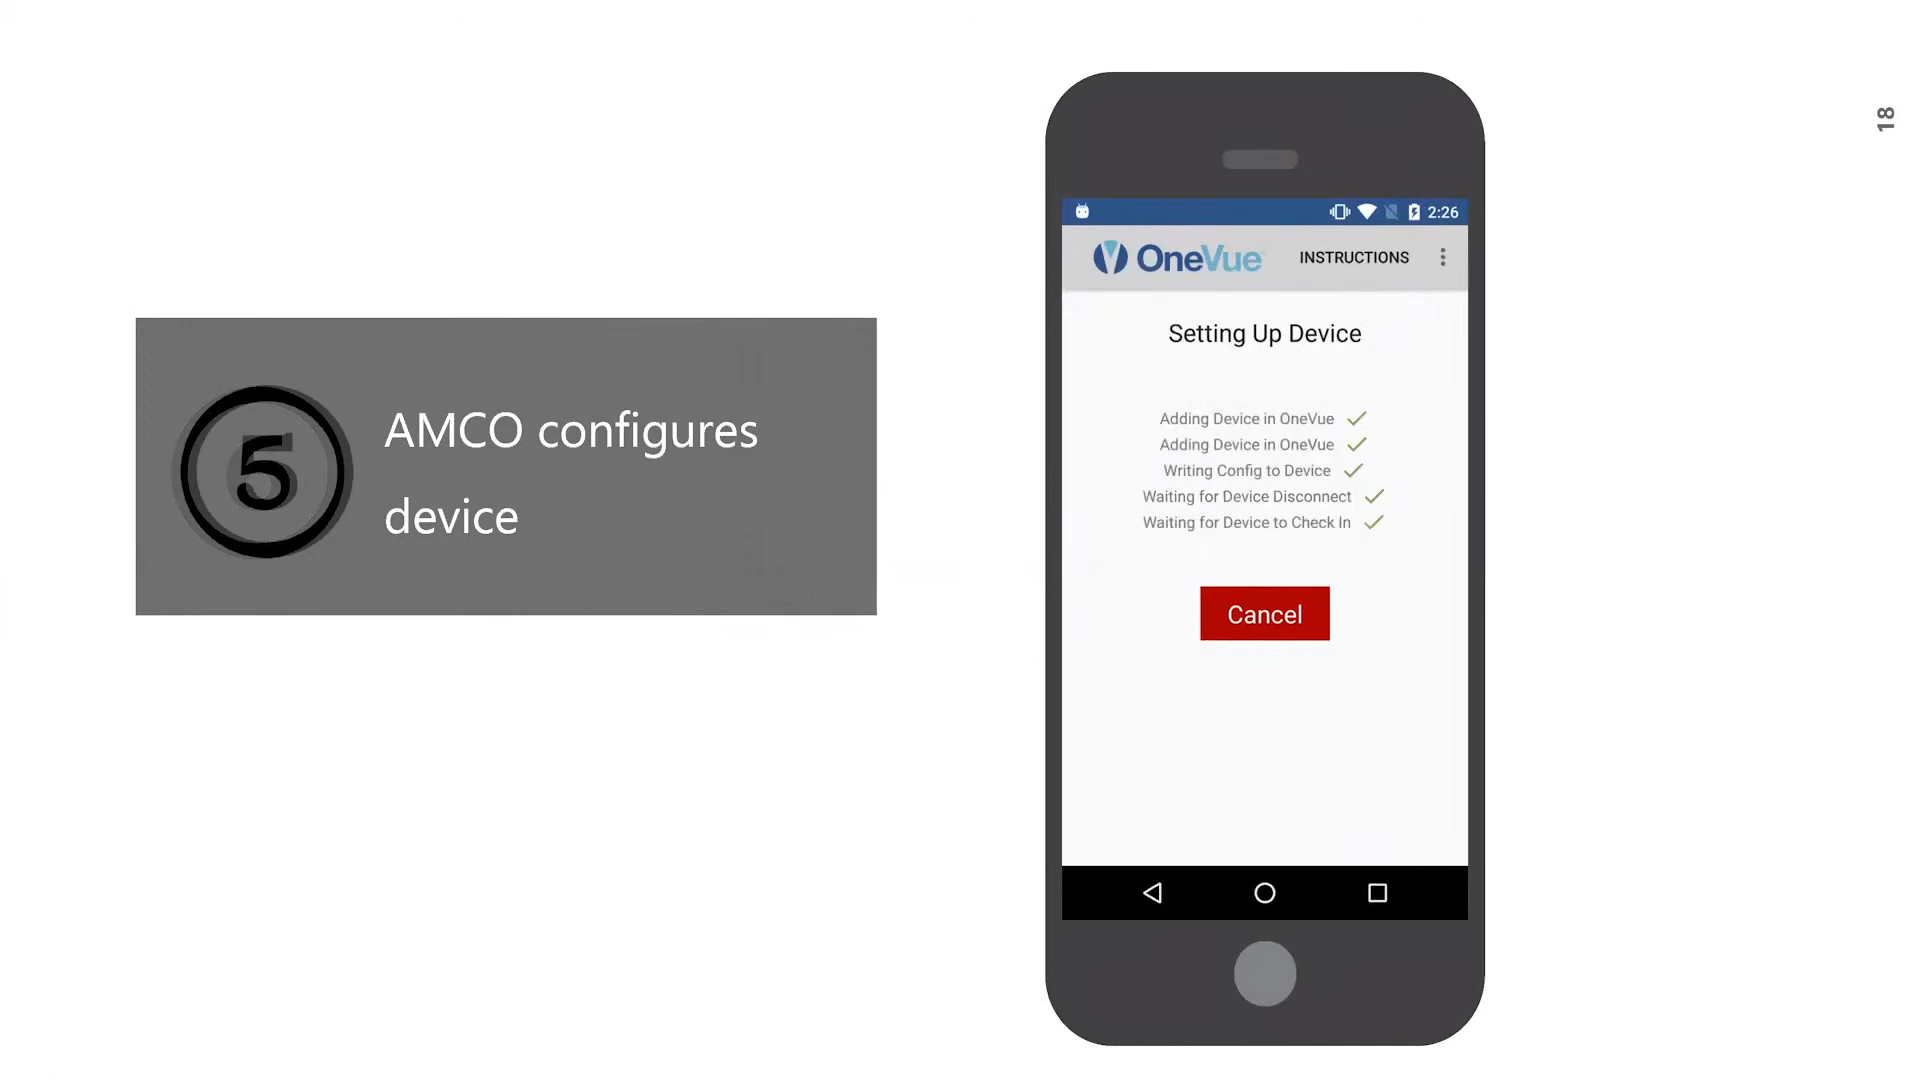 18
5
AMCO configures
device
2:26
OneVue
INSTRUCTIONS
Setting Up Device
Adding Device in OneVue
Adding Device in OneVue
Writing Config to Device
Waiting for Device Disconnect
Waiting for Device to Check In
Cancel